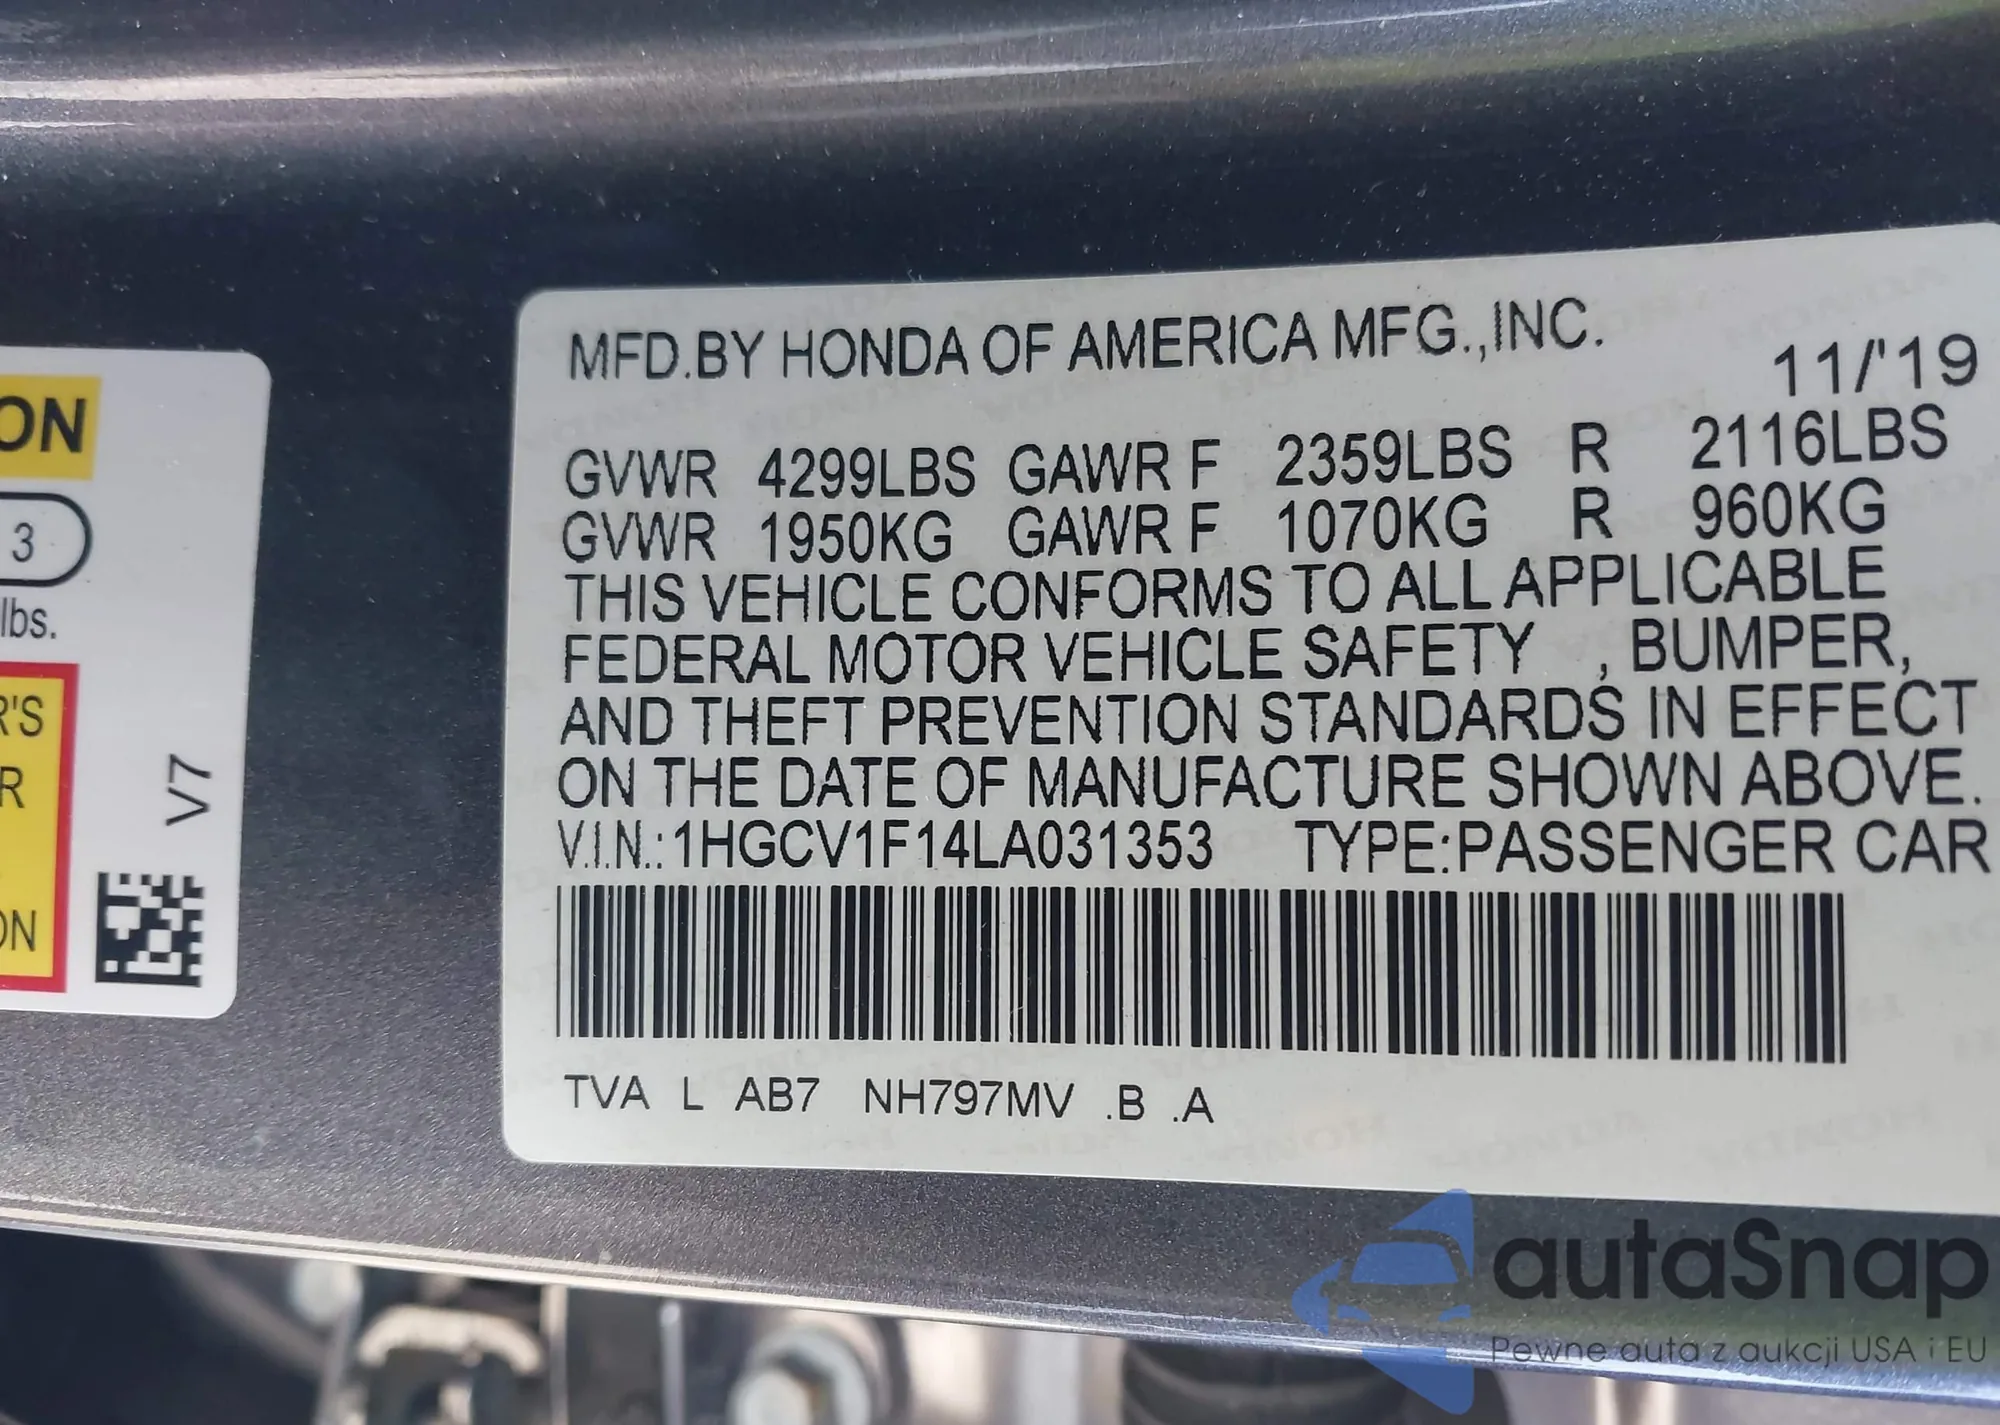 ON
3
lbs.
R'S
R
ON
V7
MFD.BY HONDA OF AMERICA MFG.,INC.
11/'19
GVWR 4299LBS GAWR F 2359LBS R 2116LBS
GVWR 1950KG GAWR F 1070KG R 960KG
THIS VEHICLE CONFORMS TO ALL APPLICABLE
FEDERAL MOTOR VEHICLE SAFETY , BUMPER,
AND THEFT PREVENTION STANDARDS IN EFFECT
ON THE DATE OF MANUFACTURE SHOWN ABOVE.
V.I.N.: 1HGCV1F14LA031353 TYPE:PASSENGER CAR
TVA L AB7 NH797MV .B .A
autaSnap
Pewne auta z aukcji USA i EU